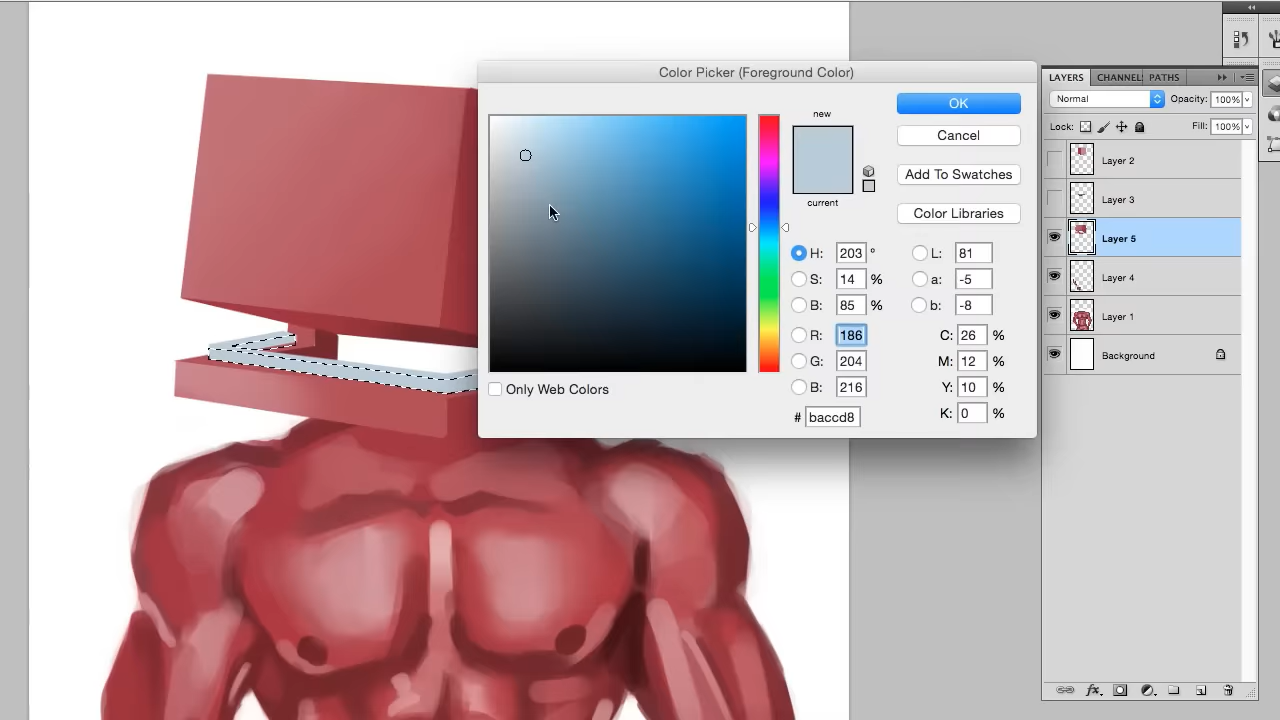 Color Picker (Foreground Color)
new
current
OK
Cancel
Add To Swatches
Color Libraries
H: 203 °
S: 14 %
B: 85 %
R: 186
G: 204
B: 216
# baccd8
L: 81
a: -5
b: -8
C: 26 %
M: 12 %
Y: 10 %
K: 0 %
Only Web Colors
LAYERS CHANNEL PATHS
Normal Opacity: 100%
Lock: Fill: 100%
Layer 2
Layer 3
Layer 5
Layer 4
Layer 1
Background
fx